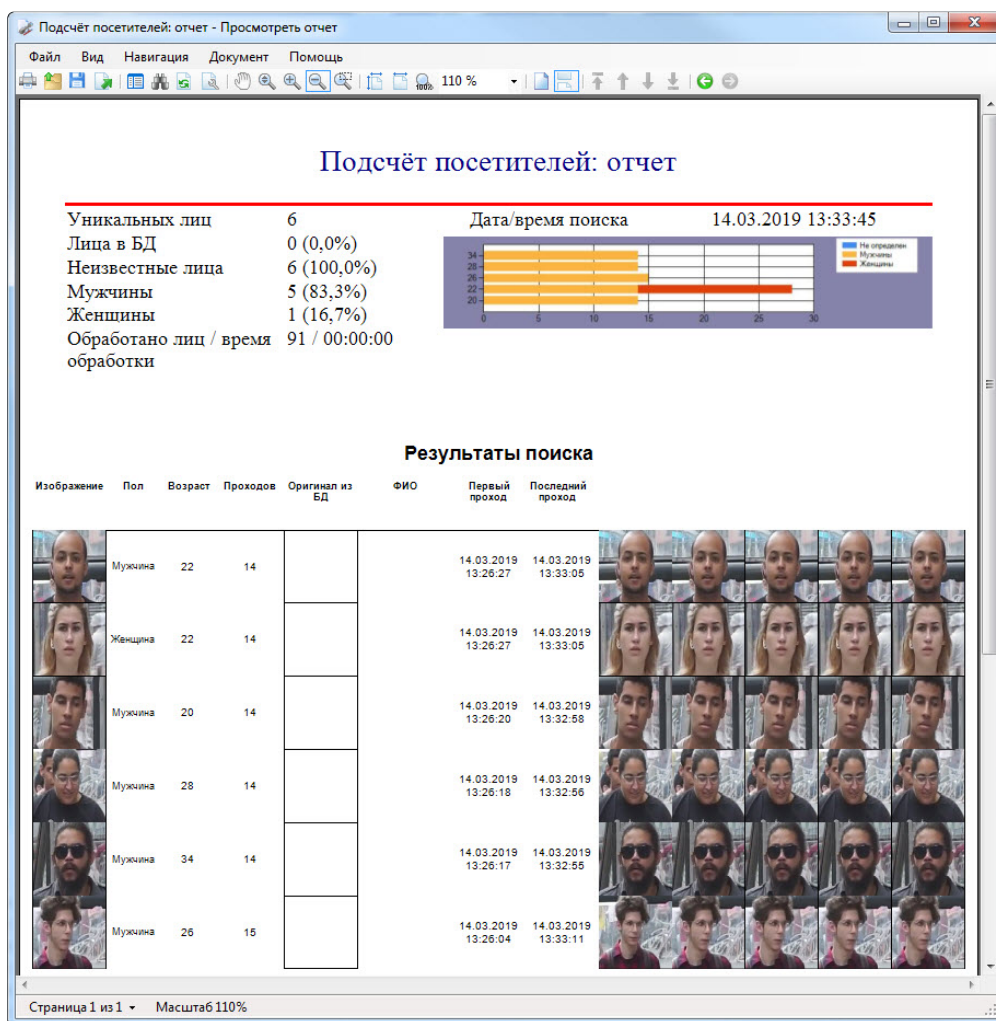 Подсчёт посетителей: отчет - Просмотреть отчет
Файл Вид Навигация Документ Помощь
100% 110 %
Подсчёт посетителей: отчет
Уникальных лиц 6 Дата/время поиска 14.03.2019 13:33:45
Лица в БД 0 (0,0%)
Неизвестные лица 6 (100,0%)
Мужчины 5 (83,3%)
Женщины 1 (16,7%)
Обработано лиц / время 91 / 00:00:00
обработки
Не определен
Мужчины
Женщины
34
28
26
22
20
0 5 10 15 20 25 30
Результаты поиска
Изображение Пол Возраст Проходов Оригинал из ФИО Первый Последний
БД проход проход
Мужчина 22 14 14.03.2019 14.03.2019
13:26:27 13:33:05
Женщина 22 14 14.03.2019 14.03.2019
13:26:27 13:33:05
Мужчина 20 14 14.03.2019 14.03.2019
13:26:20 13:32:58
Мужчина 28 14 14.03.2019 14.03.2019
13:26:18 13:32:56
Мужчина 34 14 14.03.2019 14.03.2019
13:26:17 13:32:55
Мужчина 26 15 14.03.2019 14.03.2019
13:26:04 13:33:11
Страница 1 из 1 Масштаб 110%